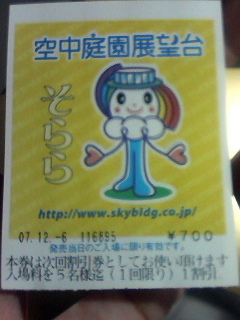 空中庭園展望台
そらら
http://www.skybldg.co.jp/
07.12.-6 116895 ￥700
発売当日のご入場に限り有効です。
本券は次回割引券としてお使い頂けます
入場料を5名様迄(1回限り)1割引。